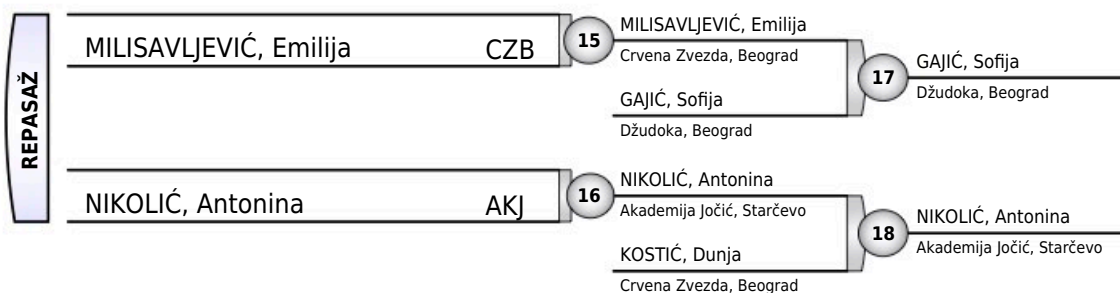 REPASAŽ
MILISAVLJEVIĆ, Emilija CZB
15
MILISAVLJEVIĆ, Emilija
Crvena Zvezda, Beograd
GAJIĆ, Sofija
Džudoka, Beograd
17
GAJIĆ, Sofija
Džudoka, Beograd
NIKOLIĆ, Antonina AKJ
16
NIKOLIĆ, Antonina
Akademija Jočić, Starčevo
KOSTIĆ, Dunja
Crvena Zvezda, Beograd
18
NIKOLIĆ, Antonina
Akademija Jočić, Starčevo